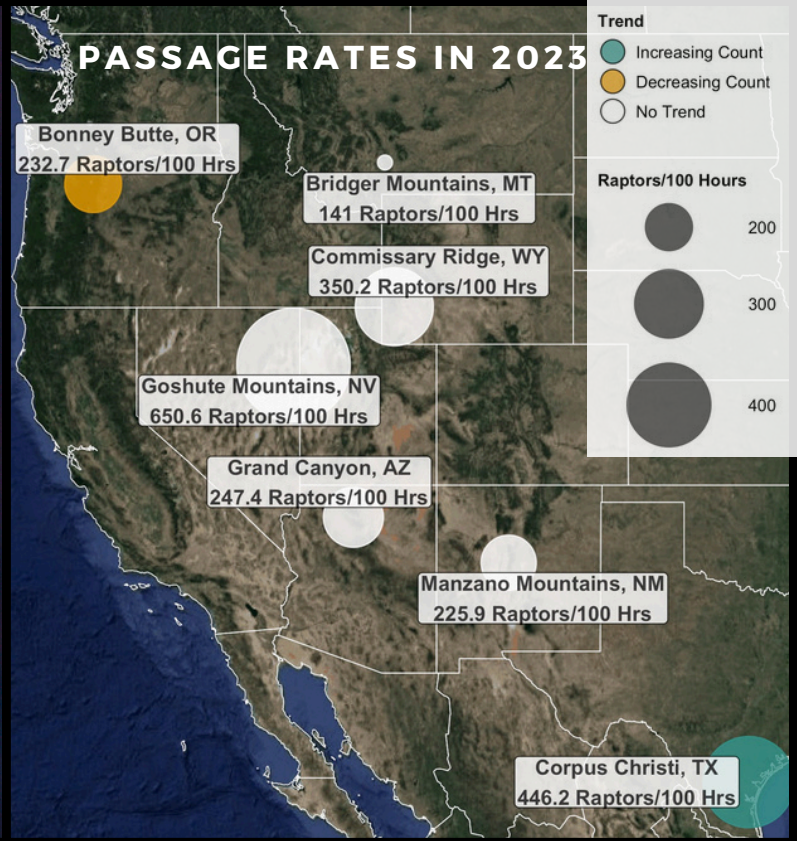 PASSAGE RATES IN 2023
Trend
Increasing Count
Decreasing Count
No Trend
Raptors/100 Hours
200
300
400
Bonney Butte, OR
232.7 Raptors/100 Hrs
Bridger Mountains, MT
141 Raptors/100 Hrs
Commissary Ridge, WY
350.2 Raptors/100 Hrs
Goshute Mountains, NV
650.6 Raptors/100 Hrs
Grand Canyon, AZ
247.4 Raptors/100 Hrs
Manzano Mountains, NM
225.9 Raptors/100 Hrs
Corpus Christi, TX
446.2 Raptors/100 Hrs